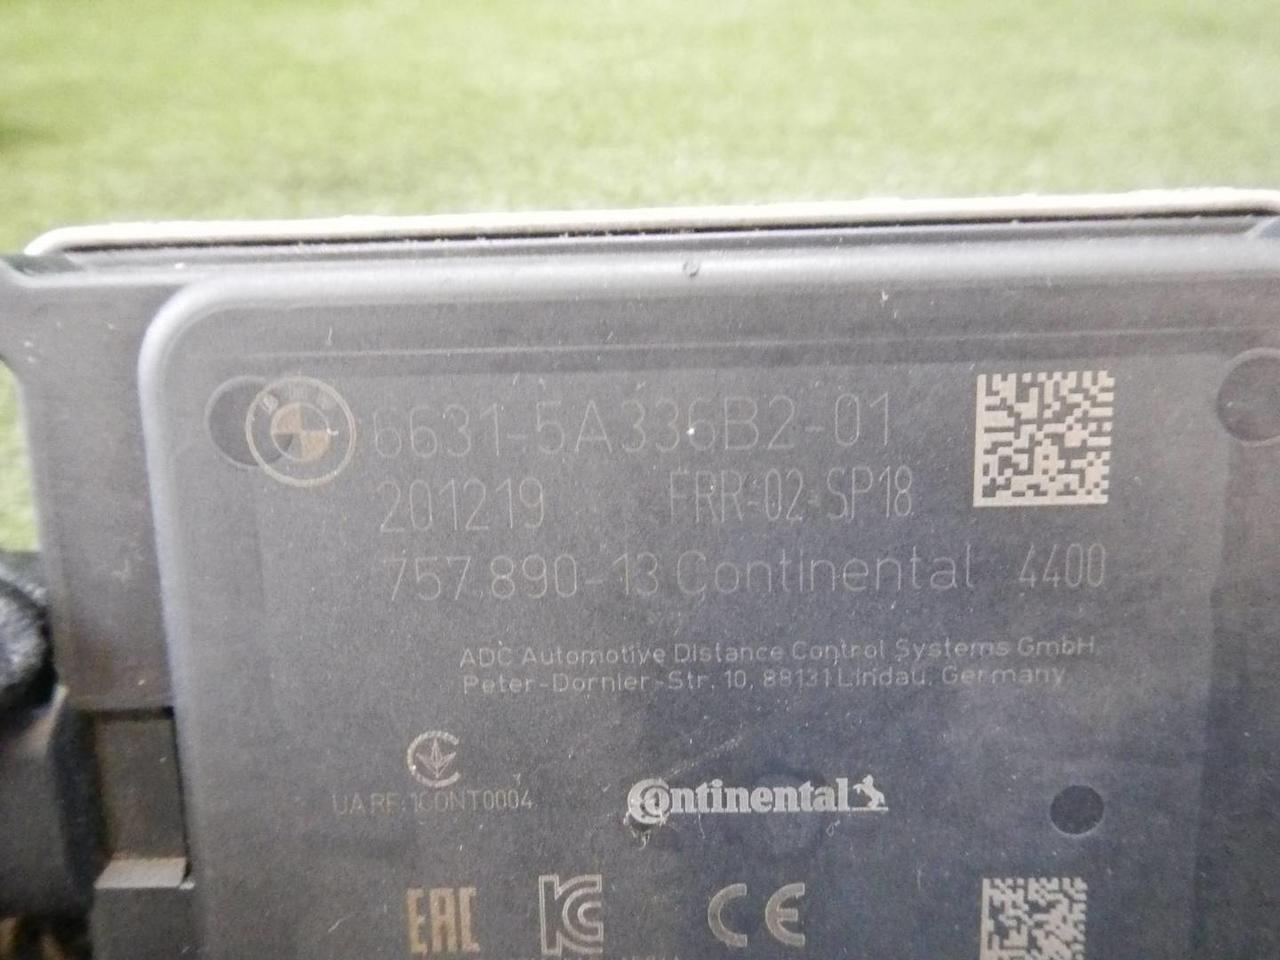 6631-5A336B2-01
201219 FRR-02-SP18
757.890-13 Continental 4400
ADC Automotive Distance Control Systems GmbH,
Peter-Dornier-Str. 10, 88131 Lindau, Germany
UA RF: 1CONT0004
Continental
EAC KC CE